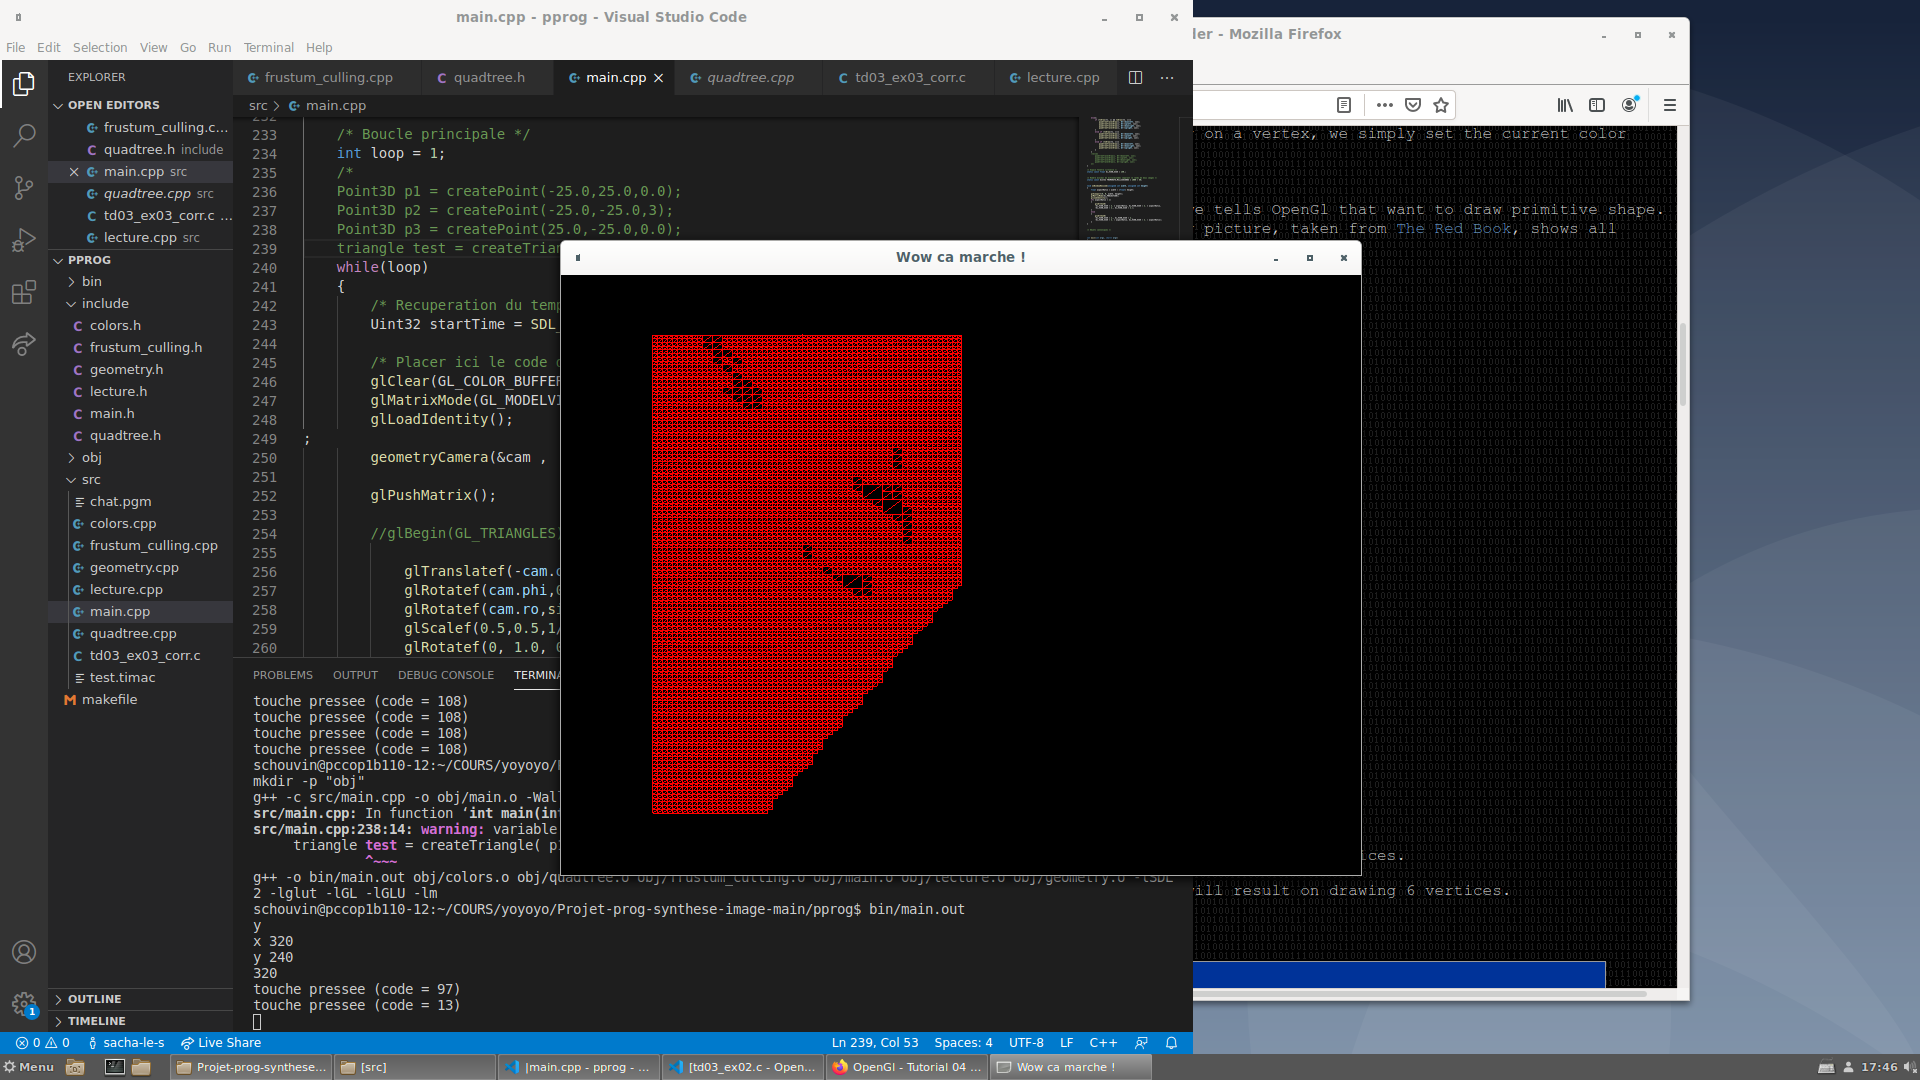 main.cpp - pprog - Visual Studio Code
File Edit Selection View Go Run Terminal Help
EXPLORER
OPEN EDITORS
frustum_culling.c...
quadtree.h include
main.cpp src
quadtree.cpp src
td03_ex03_corr.c ...
lecture.cpp src
PPROG
bin
include
colors.h
frustum_culling.h
geometry.h
lecture.h
main.h
quadtree.h
obj
src
chat.pgm
colors.cpp
frustum_culling.cpp
geometry.cpp
lecture.cpp
main.cpp
quadtree.cpp
td03_ex03_corr.c
test.timac
makefile
OUTLINE
TIMELINE
frustum_culling.cpp quadtree.h main.cpp quadtree.cpp td03_ex03_corr.c lecture.cpp
src > main.cpp
233 /* Boucle principale */
234 int loop = 1;
235 /*
236 Point3D p1 = createPoint(-25.0,25.0,0.0);
237 Point3D p2 = createPoint(-25.0,-25.0,3);
238 Point3D p3 = createPoint(25.0,-25.0,0.0);
239 triangle test = createTrian
240 while(loop)
241 {
242 /* Recuperation du temp
243 Uint32 startTime = SDL_
244
245 /* Placer ici le code d
246 glClear(GL_COLOR_BUFFER
247 glMatrixMode(GL_MODELVI
248 glLoadIdentity();
249 ;
250 geometryCamera(&cam ,
251
252 glPushMatrix();
253
254 //glBegin(GL_TRIANGLES)
255
256 glTranslatef(-cam.
257 glRotatef(cam.phi,
258 glRotatef(cam.ro,si
259 glScalef(0.5,0.5,1/
260 glRotatef(0, 1.0, 0
PROBLEMS OUTPUT DEBUG CONSOLE TERMINA
touche pressee (code = 108)
touche pressee (code = 108)
touche pressee (code = 108)
touche pressee (code = 108)
schouvin@pccop1b110-12:~/COURS/yoyoyo/
mkdir -p "obj"
g++ -c src/main.cpp -o obj/main.o -Wal
src/main.cpp: In function ‘int main(in
src/main.cpp:238:14: warning: variable
triangle test = createTriangle( p
^~~~
g++ -o bin/main.out obj/colors.o obj/quadtree.o obj/frustum_culling.o obj/main.o obj/lecture.o obj/geometry.o -lSDL
2 -lglut -lGL -lGLU -lm
schouvin@pccop1b110-12:~/COURS/yoyoyo/Projet-prog-synthese-image-main/pprog$ bin/main.out
y
x 320
y 240
320
touche pressee (code = 97)
touche pressee (code = 13)
0 0 sacha-le-s Live Share Ln 239, Col 53 Spaces: 4 UTF-8 LF C++
Wow ca marche !
ler - Mozilla Firefox
on a vertex, we simply set the current color
e tells OpenGl that want to draw primitive shape.
picture, taken from The Red Book, shows all
ices.
ill result on drawing 6 vertices.
Menu Projet-prog-synthese... [src] |main.cpp - pprog - ... [td03_ex02.c - Open... OpenGl - Tutorial 04 ... Wow ca marche ! 17:46